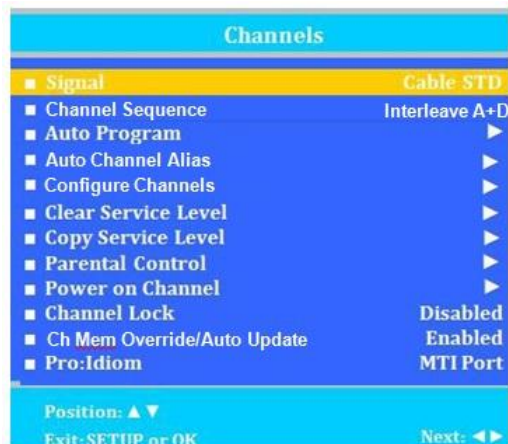 Channels
Signal Cable STD
Channel Sequence Interleave A+D
Auto Program ▶
Auto Channel Alias ▶
Configure Channels ▶
Clear Service Level ▶
Copy Service Level ▶
Parental Control ▶
Power on Channel ▶
Channel Lock Disabled
Ch Mem Override/Auto Update Enabled
Pro:Idiom MTI Port
Position: ▲ ▼
Exit: SETUP or OK Next: ◀▶